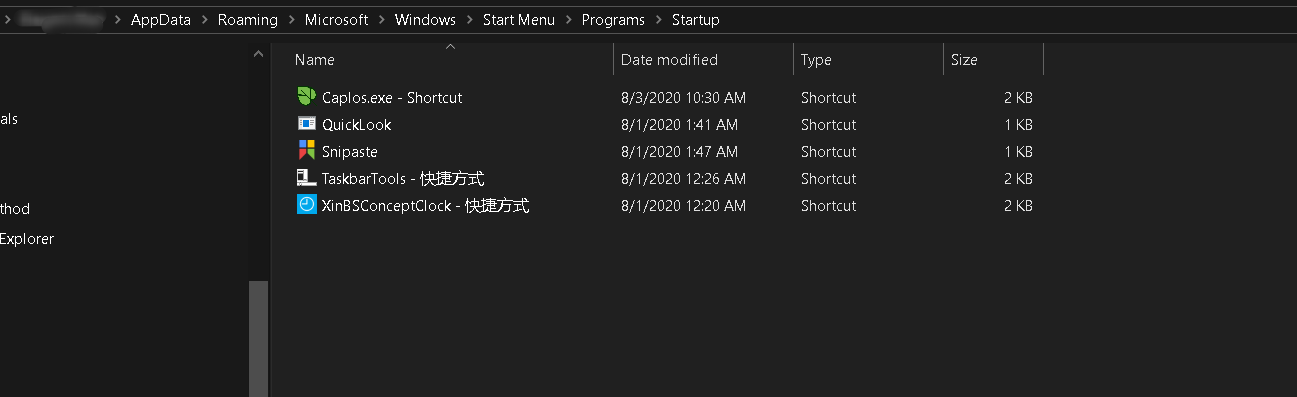 AppData > Roaming > Microsoft > Windows > Start Menu > Programs > Startup
Name Date modified Type Size
Caplos.exe - Shortcut 8/3/2020 10:30 AM Shortcut 2 KB
als
QuickLook 8/1/2020 1:41 AM Shortcut 1 KB
Snipaste 8/1/2020 1:47 AM Shortcut 1 KB
TaskbarTools - 快捷方式 8/1/2020 12:26 AM Shortcut 2 KB
XinBSConceptClock - 快捷方式 8/1/2020 12:20 AM Shortcut 2 KB
thod
Explorer